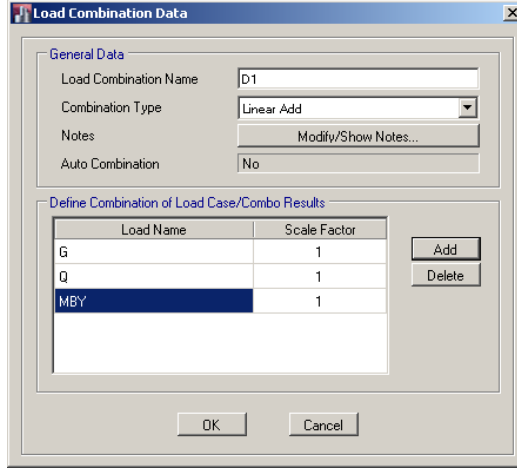 Load Combination Data
General Data
Load Combination Name D1
Combination Type Linear Add
Notes Modify/Show Notes...
Auto Combination No
Define Combination of Load Case/Combo Results
Load Name Scale Factor
G 1
Q 1
MBY 1
Add
Delete
OK Cancel